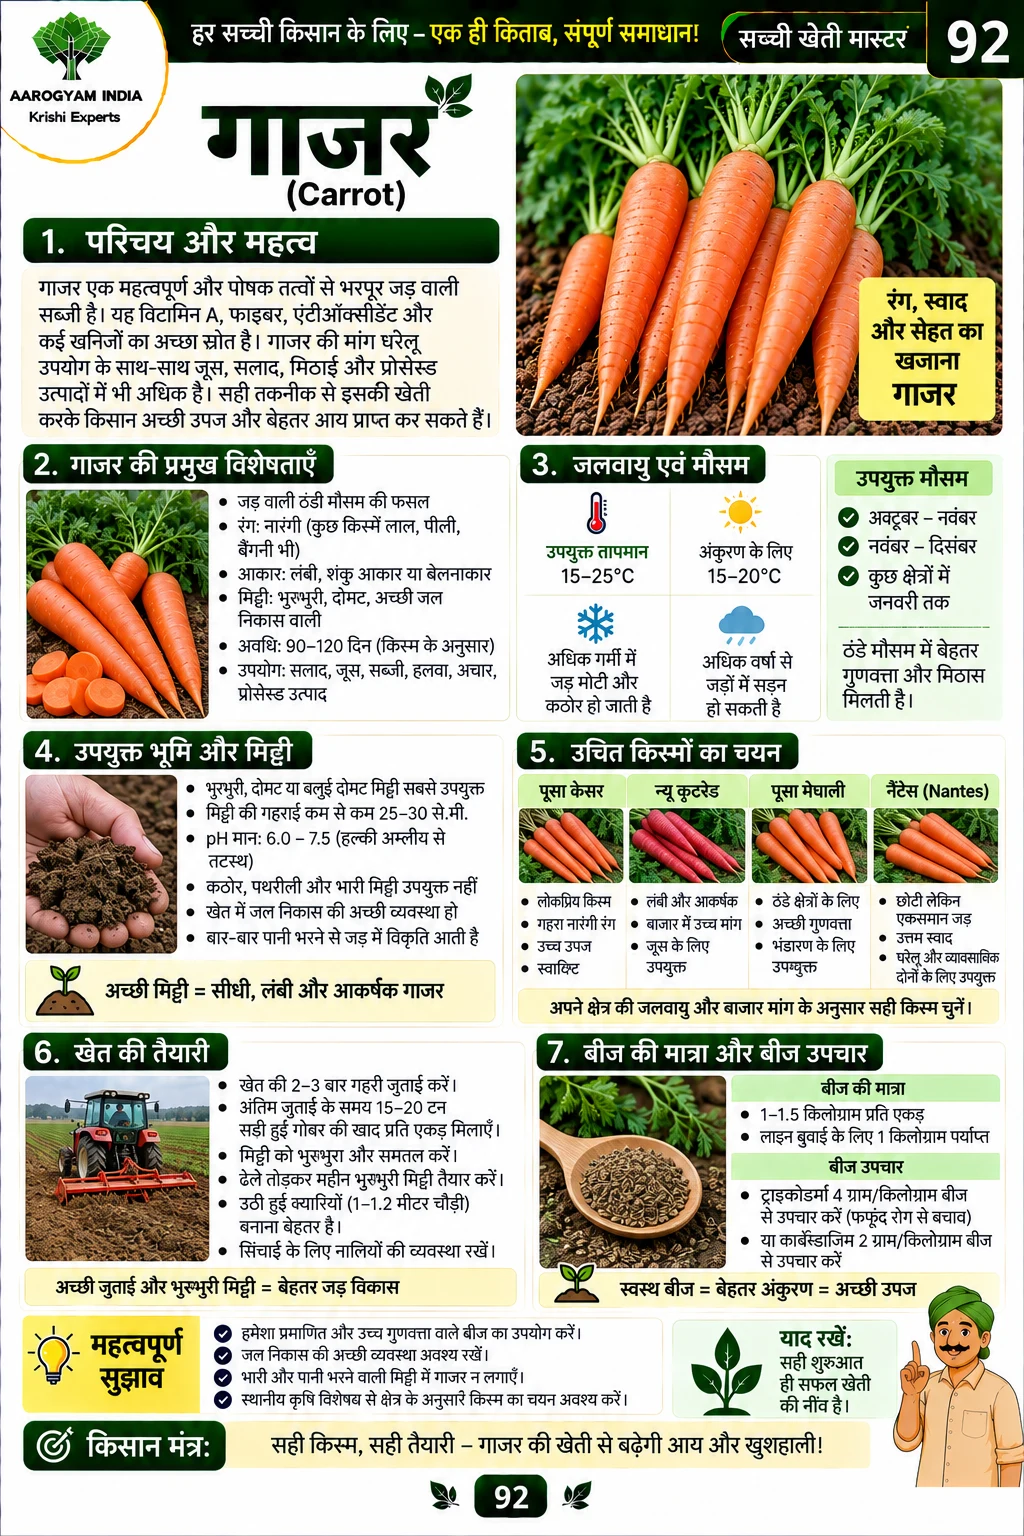 AAROGYAM INDIA
Krishi Experts
हर सच्ची किसान के लिए – एक ही किताब, संपूर्ण समाधान!
सच्ची खेती मास्टर
92
गाजर
(Carrot)
रंग, स्वाद
और सेहत का
खजाना
गाजर
1. परिचय और महत्व
गाजर एक महत्वपूर्ण और पोषक तत्वों से भरपूर जड़ वाली
सब्जी है। यह विटामिन A, फाइबर, एंटीऑक्सीडेंट और
कई खनिजों का अच्छा स्रोत है। गाजर की मांग घरेलू
उपयोग के साथ-साथ जूस, सलाद, मिठाई और प्रोसेस्ड
उत्पादों में भी अधिक है। सही तकनीक से इसकी खेती
करके किसान अच्छी उपज और बेहतर आय प्राप्त कर सकते हैं।
2. गाजर की प्रमुख विशेषताएँ
• जड़ वाली ठंडी मौसम की फसल
• रंग: नारंगी (कुछ किस्में लाल, पीली,
बैंगनी भी)
• आकार: लंबी, शंकु आकार या बेलनाकार
• मिट्टी: भुरभुरी, दोमट, अच्छी जल
निकास वाली
• अवधि: 90–120 दिन (किस्म के अनुसार)
• उपयोग: सलाद, जूस, सब्जी, हलवा, अचार,
प्रोसेस्ड उत्पाद
3. जलवायु एवं मौसम
उपयुक्त तापमान
15–25°C
अंकुरण के लिए
15–20°C
अधिक गर्मी में
जड़ मोटी और
कठोर हो जाती है
अधिक वर्षा से
जड़ों में सड़न
हो सकती है
उपयुक्त मौसम
अक्टूबर – नवंबर
नवंबर – दिसंबर
कुछ क्षेत्रों में
जनवरी तक
ठंडे मौसम में बेहतर
गुणवत्ता और मिठास
मिलती है।
4. उपयुक्त भूमि और मिट्टी
• भुरभुरी, दोमट या बलुई दोमट मिट्टी सबसे उपयुक्त
• मिट्टी की गहराई कम से कम 25–30 से.मी.
• pH मान: 6.0 – 7.5 (हल्की अम्लीय से
तटस्थ)
• कठोर, पथरीली और भारी मिट्टी उपयुक्त नहीं
• खेत में जल निकास की अच्छी व्यवस्था हो
• बार-बार पानी भरने से जड़ में विकृति आती है
अच्छी मिट्टी = सीधी, लंबी और आकर्षक गाजर
5. उचित किस्मों का चयन
पूसा केसर
• लोकप्रिय किस्म
• गहरा नारंगी रंग
• उच्च उपज
न्यू कुटरेड
• लंबी और आकर्षक
• बाजार में उच्च मांग
• जूस के लिए
उपयुक्त
पूसा मेघाली
• ठंडे क्षेत्रों के लिए
• अच्छी गुणवत्ता
• भंडारण के लिए
नैंटेस (Nantes)
• छोटी लेकिन
एकसमान जड़
• उत्तम स्वाद
• घरेलू और व्यावसायिक
दोनों के लिए उपयुक्त
अपने क्षेत्र की जलवायु और बाजार मांग के अनुसार सही किस्म चुनें।
6. खेत की तैयारी
• खेत की 2–3 बार गहरी जुताई करें।
• अंतिम जुताई के समय 15–20 टन
सड़ी हुई गोबर की खाद प्रति एकड़ मिलाएँ।
• मिट्टी को भुरभुरा और समतल करें।
• ढेले तोड़कर महीन भुरभुरी मिट्टी तैयार करें।
• उठी हुई क्यारियों (1–1.2 मीटर चौड़ी)
बनाना बेहतर है।
• सिंचाई के लिए नालियों की व्यवस्था रखें।
अच्छी जुताई और भुरभुरी मिट्टी = बेहतर जड़ विकास
7. बीज की मात्रा और बीज उपचार
बीज की मात्रा
• 1–1.5 किलोग्राम प्रति एकड़
• लाइन बुवाई के लिए 1 किलोग्राम पर्याप्त
बीज उपचार
• ट्राइकोडर्मा 4 ग्राम/किलोग्राम बीज
से उपचार करें (फफूंद रोग से बचाव)
• या 2 ग्राम/किलोग्राम बीज
से उपचार करें
स्वस्थ बीज = बेहतर अंकुरण = अच्छी उपज
महत्वपूर्ण
सुझाव
हमेशा प्रमाणित और उच्च गुणवत्ता वाले बीज का उपयोग करें।
जल निकास की अच्छी व्यवस्था अवश्य रखें।
भारी और पानी भरने वाली मिट्टी में गाजर न लगाएँ।
स्थानीय कृषि से क्षेत्र के किस्म का चयन अवश्य करें।
याद रखें:
सही शुरुआत
ही सफल खेती
की नींव है।
किसान मंत्र:
सही किस्म, सही तैयारी – गाजर की खेती से बढ़ेगी आय और खुशहाली!
92